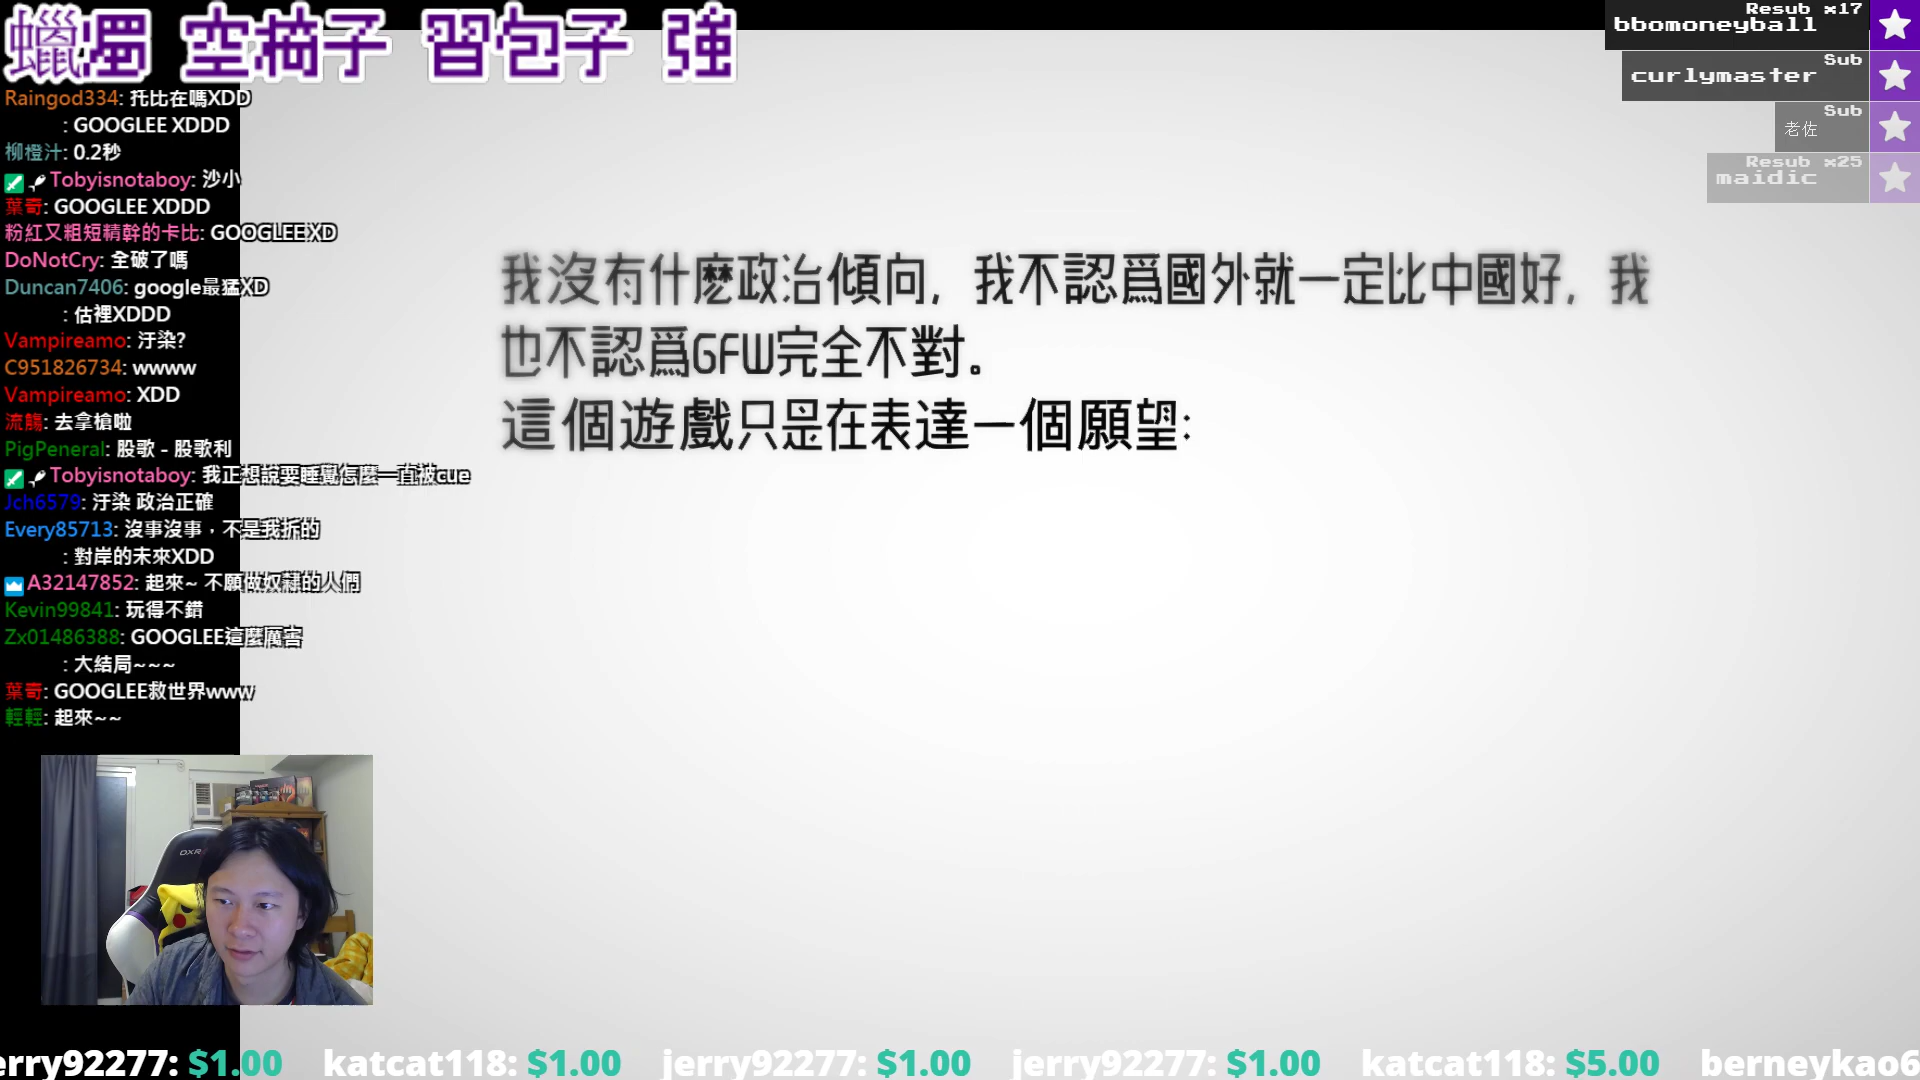 蠟燭 空梅子 習包子 強
Resub x17
bbomoneyball
Sub
curlymaster
Sub
老佐
Resub x25
maidic
Raingod334: 托比在嗎XDD
: GOOGLEE XDDD
柳橙汁: 0.2秒
Tobyisnotaboy: 沙小
葉哥: GOOGLEE XDDD
粉紅又粗短精幹的卡比: GOOGLEEXD
DoNotCry: 全破了嗎
Duncan7406: google最猛XD
: 估裡XDDD
Vampireamo: 汙染?
C951826734: wwww
Vampireamo: XDD
流觴: 去拿槍啦
PigPeneral: 股歌 - 股歌利
Tobyisnotaboy: 我正想說要睡覺怎麼一直被cue
Jch6579: 汙染 政治正確
Every85713: 沒事沒事，不是我拆的
: 對岸的未來XDD
A32147852: 起來~ 不願做奴隸的人們
Kevin99841: 玩得不錯
Zx01486388: GOOGLEE這麼厲害
: 大結局~~~
葉哥: GOOGLEE救世界www
輕輕: 起來~~
我沒有什麽政治傾向，我不認爲國外就一定比中國好，我
也不認爲GFW完全不對。
這個遊戲只是在表達一個願望:
DXR
erry92277: $1.00 katcat118: $1.00 jerry92277: $1.00 jerry92277: $1.00 katcat118: $5.00 berneykao6